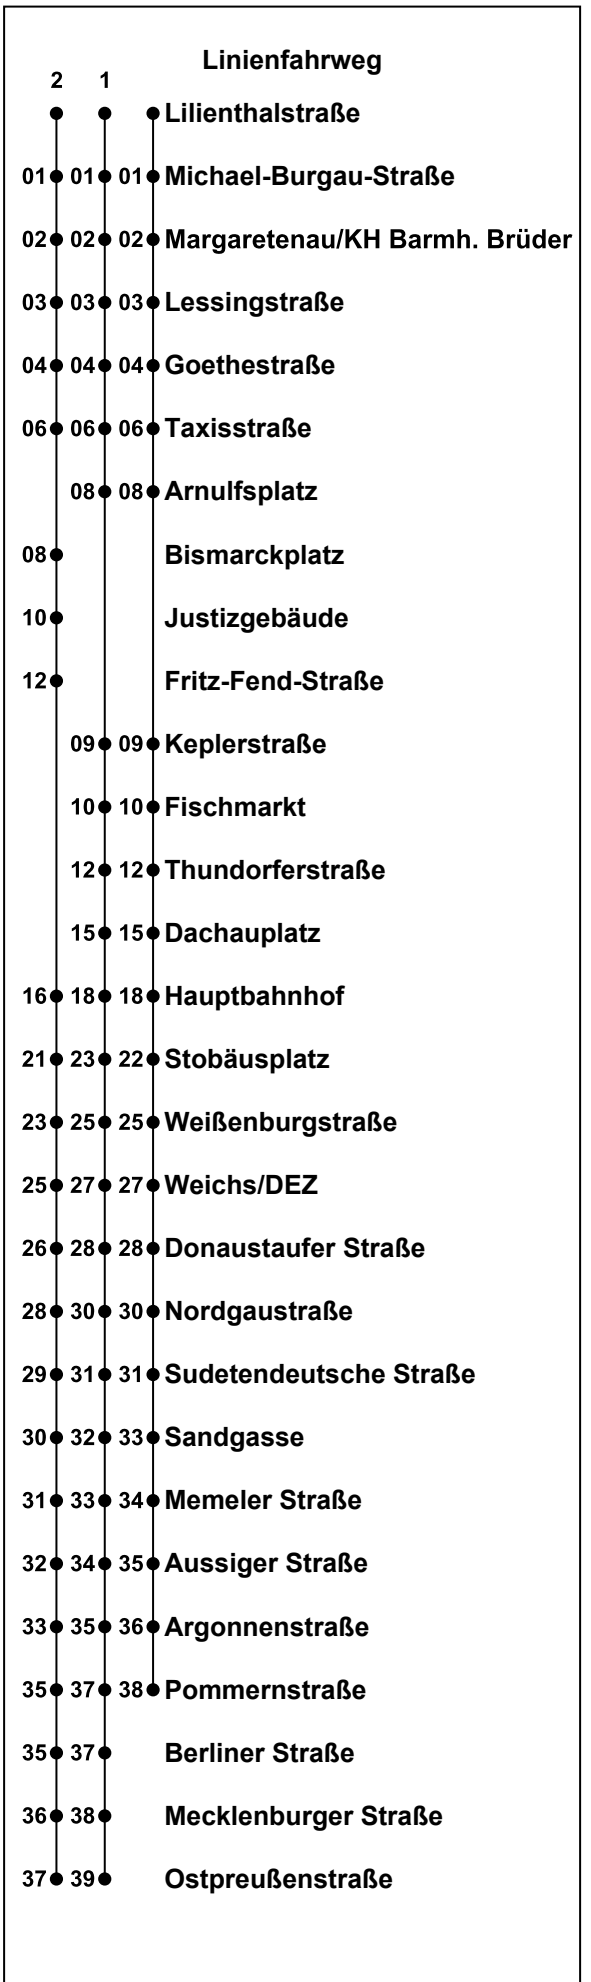 Linienfahrweg
2 1
Lilienthalstraße
01 01 01 Michael-Burgau-Straße
02 02 02 Margaretenau/KH Barmh. Brüder
03 03 03 Lessingstraße
04 04 04 Goethestraße
06 06 06 Taxisstraße
08 08 Arnulfsplatz
08 Bismarckplatz
10 Justizgebäude
12 Fritz-Fend-Straße
09 09 Keplerstraße
10 10 Fischmarkt
12 12 Thundorferstraße
15 15 Dachauplatz
16 18 18 Hauptbahnhof
21 23 22 Stobäusplatz
23 25 25 Weißenburgstraße
25 27 27 Weichs/DEZ
26 28 28 Donaustaufer Straße
28 30 30 Nordgaustraße
29 31 31 Sudetendeutsche Straße
30 32 33 Sandgasse
31 33 34 Memeler Straße
32 34 35 Aussiger Straße
33 35 36 Argonnenstraße
35 37 38 Pommernstraße
35 37 Berliner Straße
36 38 Mecklenburger Straße
37 39 Ostpreußenstraße